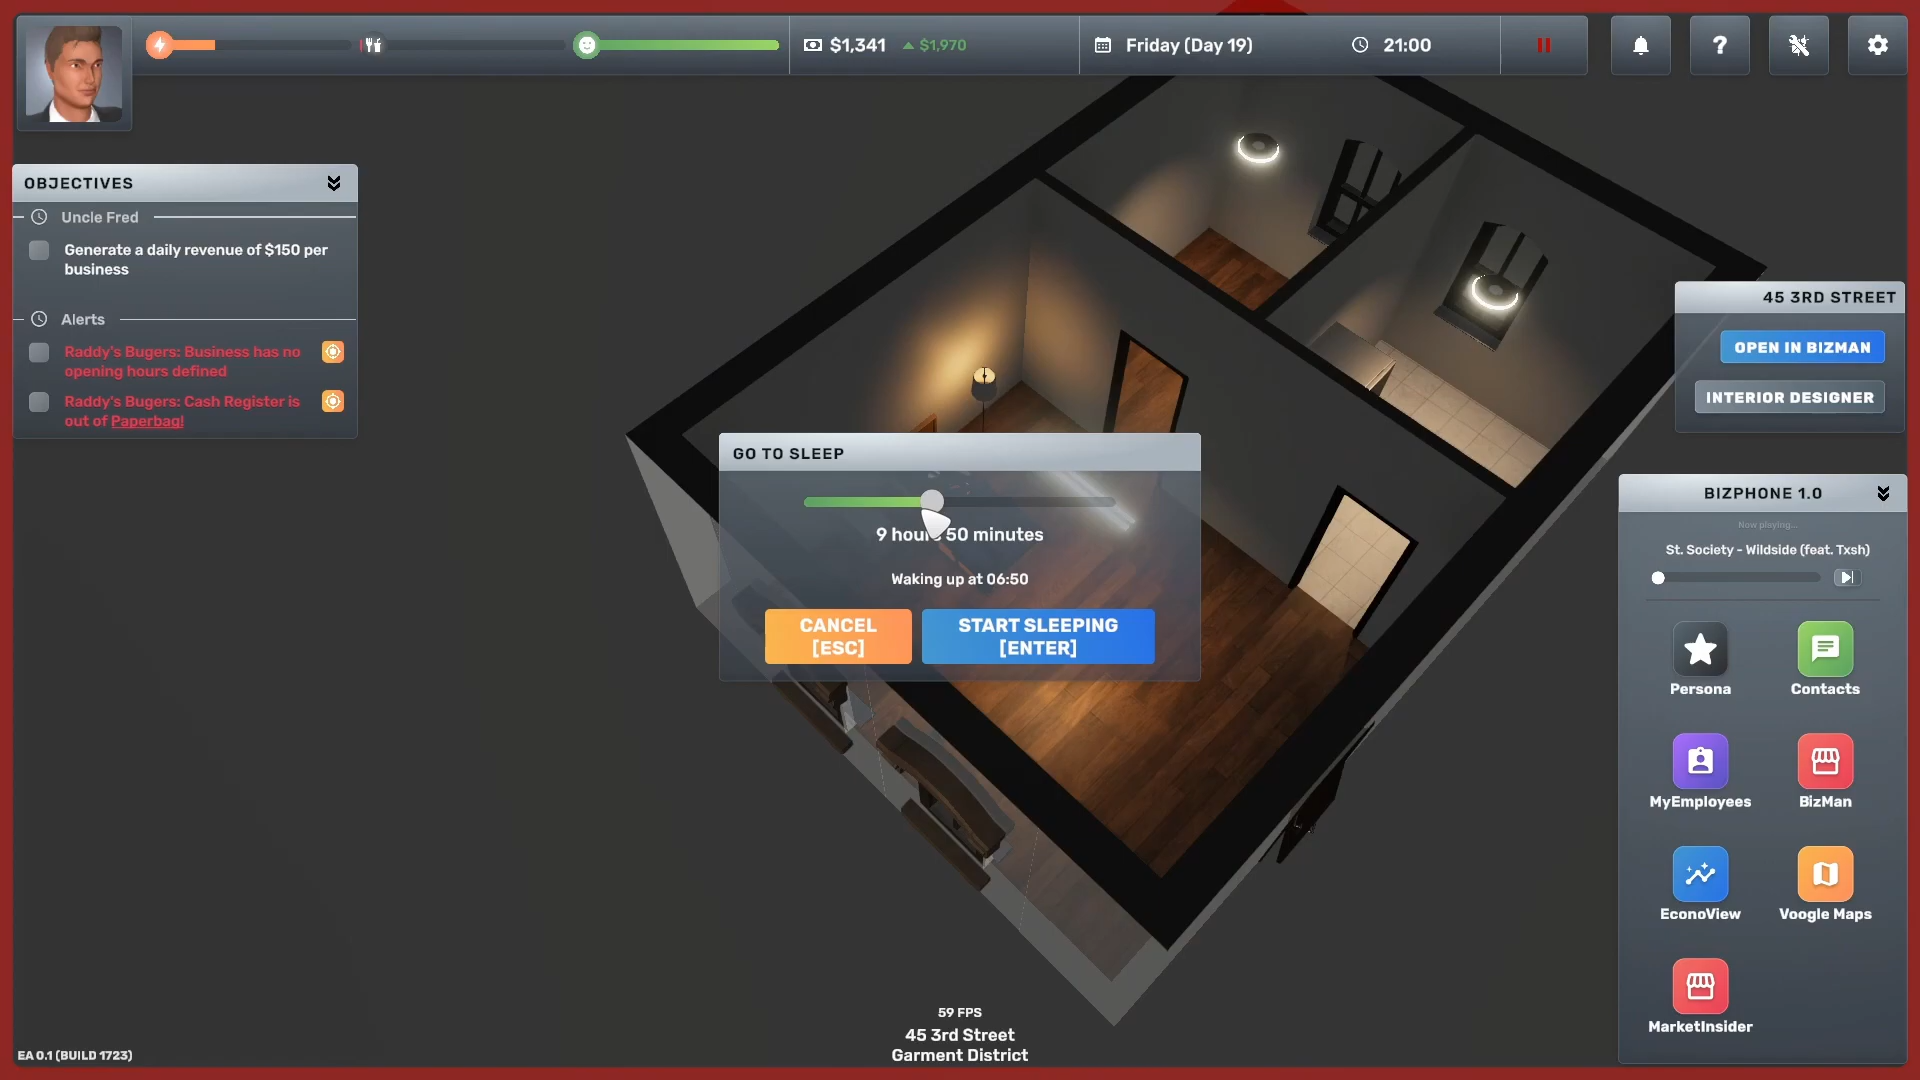 $1,341
$1,970
Friday (Day 19)
21:00
?
OBJECTIVES
Uncle Fred
Generate a daily revenue of $150 per
business
Alerts
Raddy's Bugers: Business has no
opening hours defined
Raddy's Bugers: Cash Register is
out of Paperbag!
45 3RD STREET
OPEN IN BIZMAN
INTERIOR DESIGNER
GO TO SLEEP
9 hours 50 minutes
Waking up at 06:50
CANCEL
[ESC]
START SLEEPING
[ENTER]
BIZPHONE 1.0
Now playing...
St. Society - Wildside (feat. Txsh)
Persona
Contacts
MyEmployees
BizMan
EconoView
Voogle Maps
MarketInsider
59 FPS
45 3rd Street
Garment District
EA 0.1 (BUILD 1723)